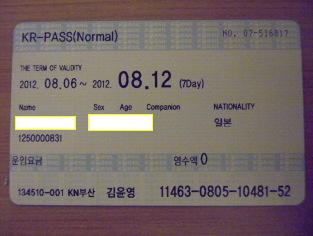 KR-PASS(Normal) NO. 07-516817
THE TERM OF VALIDITY
2012. 08.06 ~ 2012. 08.12 (7Day)
Name Sex Age Companion NATIONALITY
일본
1250000831
운임요금 영수액 0
134510-001 KN부산 김윤영 11463-0805-10481-52